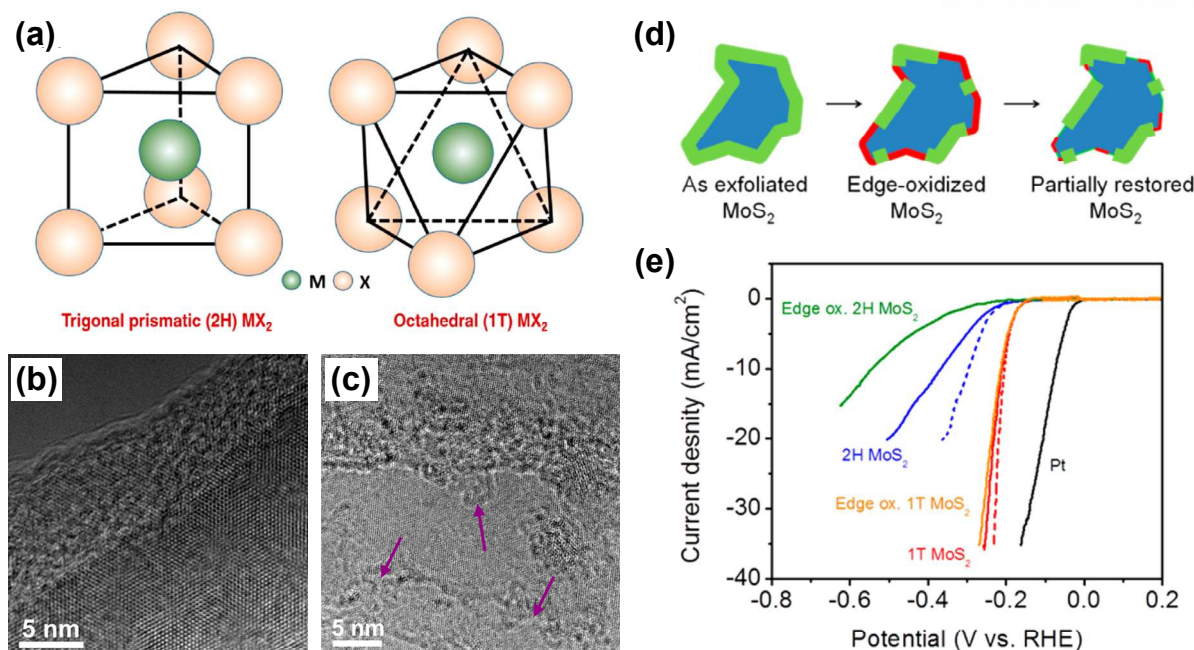 (a)
M X
Trigonal prismatic (2H) MX₂
Octahedral (1T) MX₂
(b)
5 nm
(c)
5 nm
(d)
As exfoliated
MoS₂
Edge-oxidized
MoS₂
Partially restored
MoS₂
(e)
Current desnity (mA/cm²)
0
-10
-20
-30
-40
Edge ox. 2H MoS₂
2H MoS₂
Edge ox. 1T MoS₂
1T MoS₂
Pt
-0.8 -0.6 -0.4 -0.2 0.0 0.2
Potential (V vs. RHE)